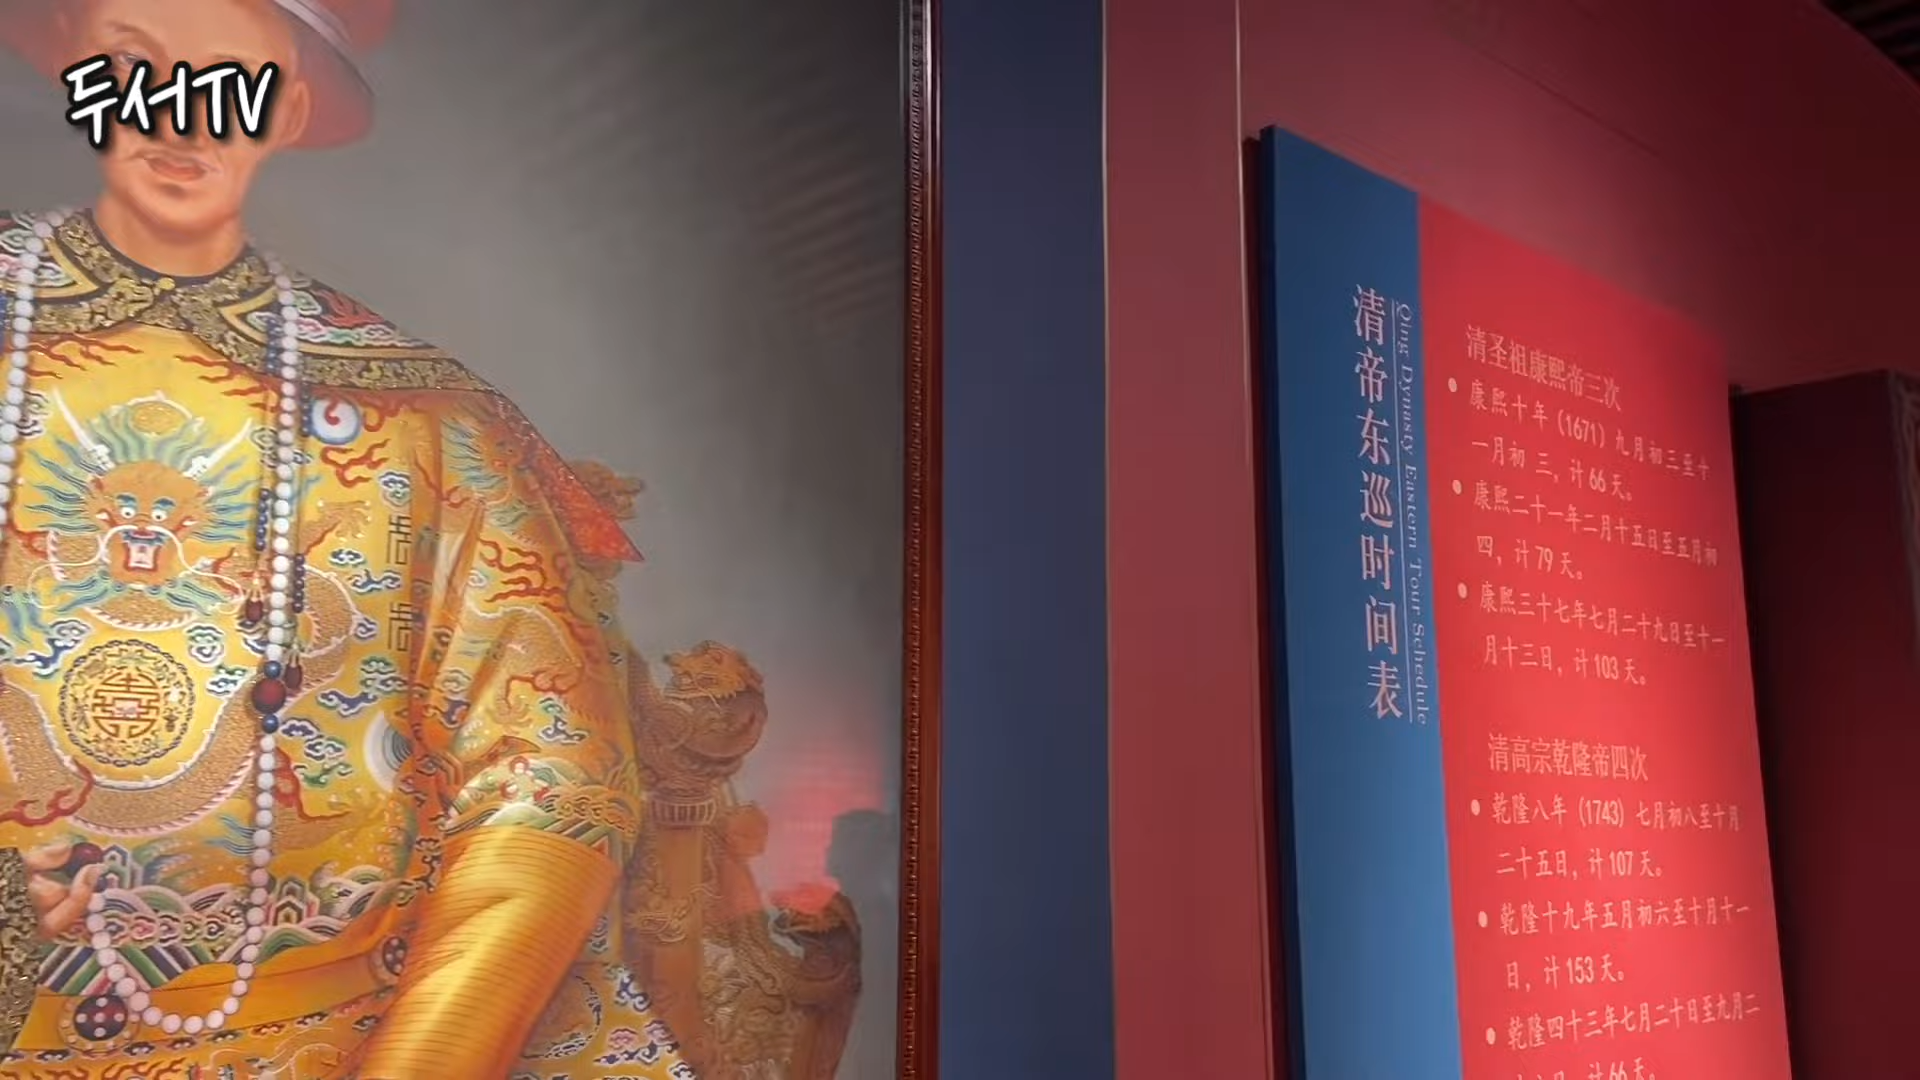 두서TV
清帝东巡时间表
Qing Dynasty Eastern Tour Schedule
清圣祖康熙帝三次
• 康熙十年（1671）九月初三至十
一月初 三，计66天。
• 康熙二十一年二月十五日至五月初
四，计79天。
• 康熙三十七年七月二十九日至十一
月十三日，计103天。
清高宗乾隆帝四次
• 乾隆八年（1743）七月初八至十月
二十五日，计107天。
• 乾隆十九年五月初六至十月十一
日，计153天。
• 乾隆四十三年七月二十日至九月二
计66天。